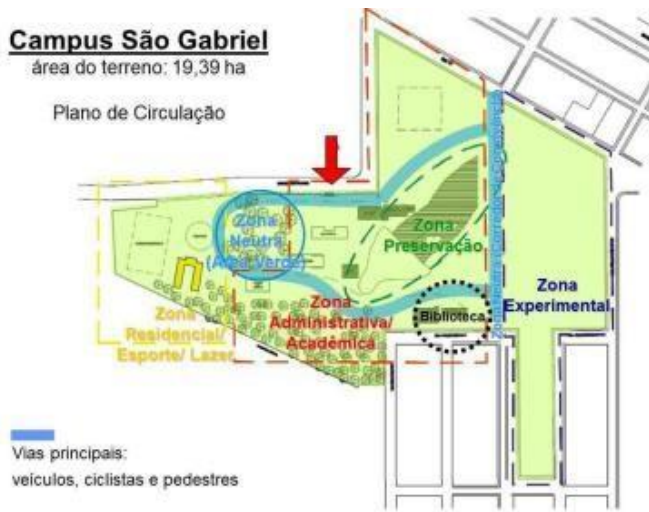 Campus São Gabriel
área do terreno: 19,39 ha
Plano de Circulação
Zona
Neutra
(Área Verde)
Zona
Preservação
Zona
Experimental
Zona
Administrativa/
Acadêmica
Biblioteca
Zona
Residencial/
Esporte/ Lazer
Vias principais:
veículos, ciclistas e pedestres